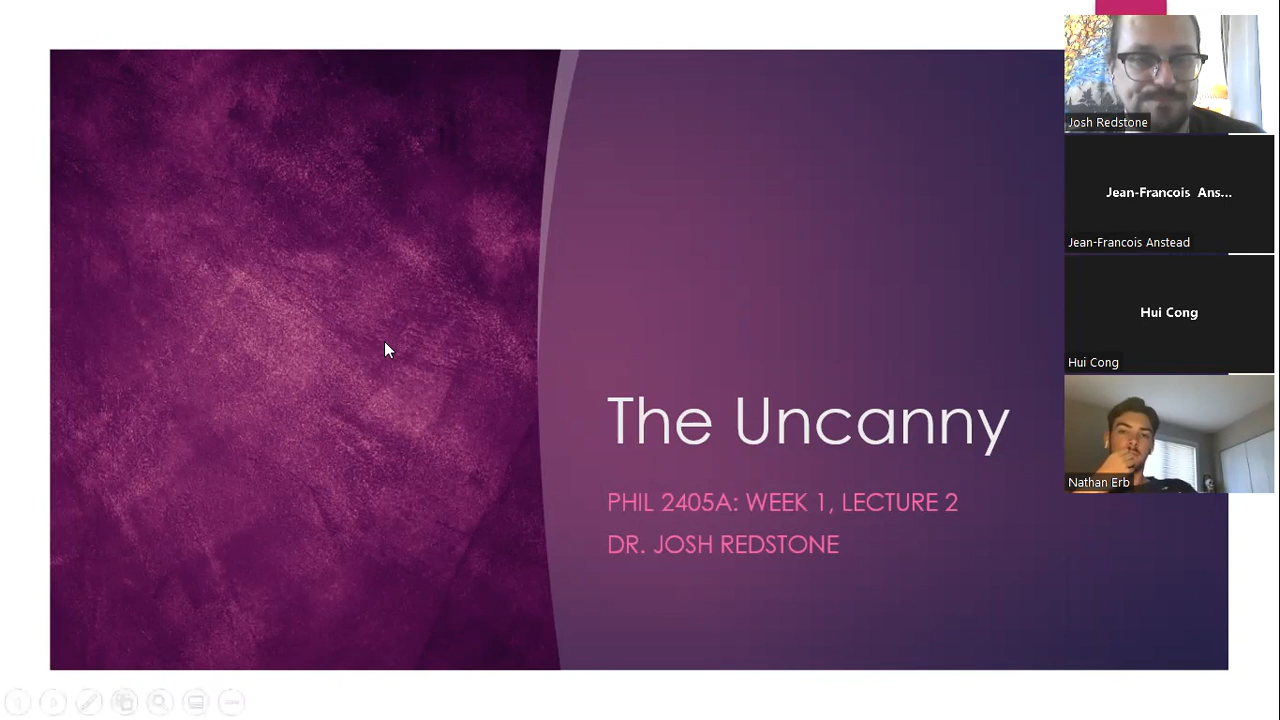 The Uncanny
PHIL 2405A: WEEK 1, LECTURE 2
DR. JOSH REDSTONE
Josh Redstone
Jean-Francois Ans...
Jean-Francois Anstead
Hui Cong
Hui Cong
Nathan Erb